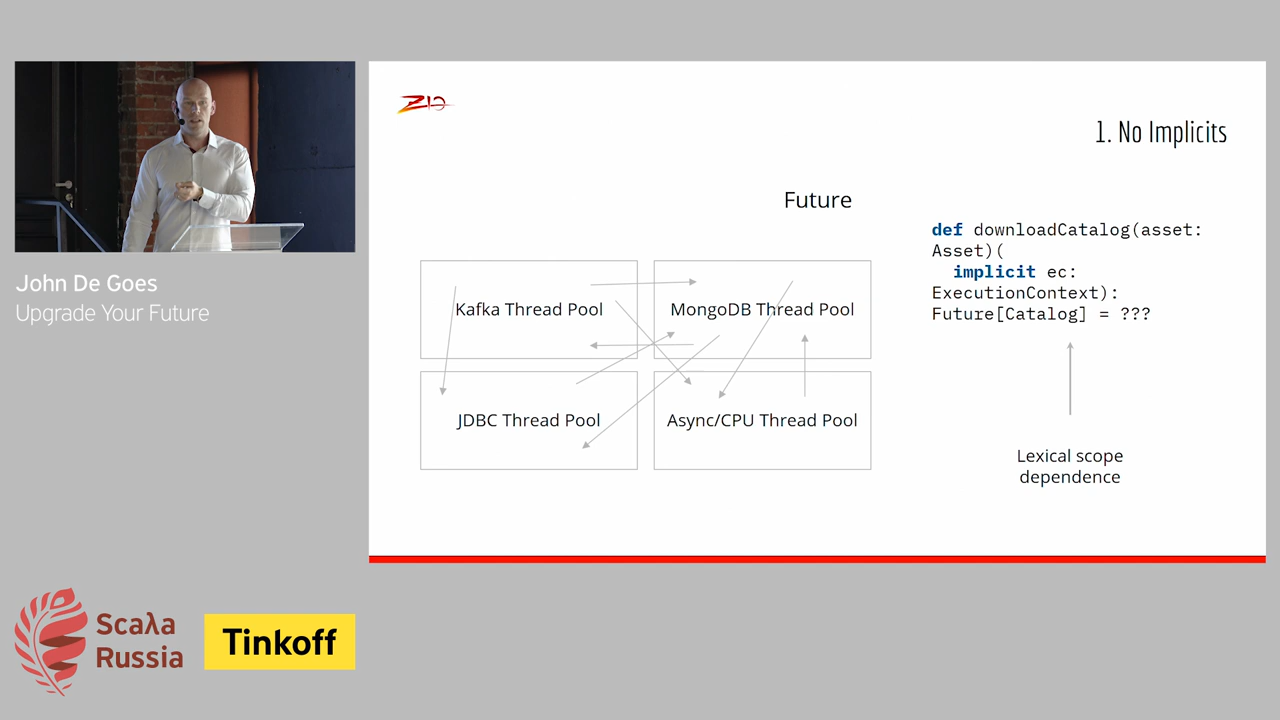 John De Goes
Upgrade Your Future
Scaλa
Russia
Tinkoff
ZIO
1. No Implicits
Future
Kafka Thread Pool
MongoDB Thread Pool
JDBC Thread Pool
Async/CPU Thread Pool
def downloadCatalog(asset:
Asset)(
implicit ec:
ExecutionContext):
Future[Catalog] = ???
Lexical scope
dependence